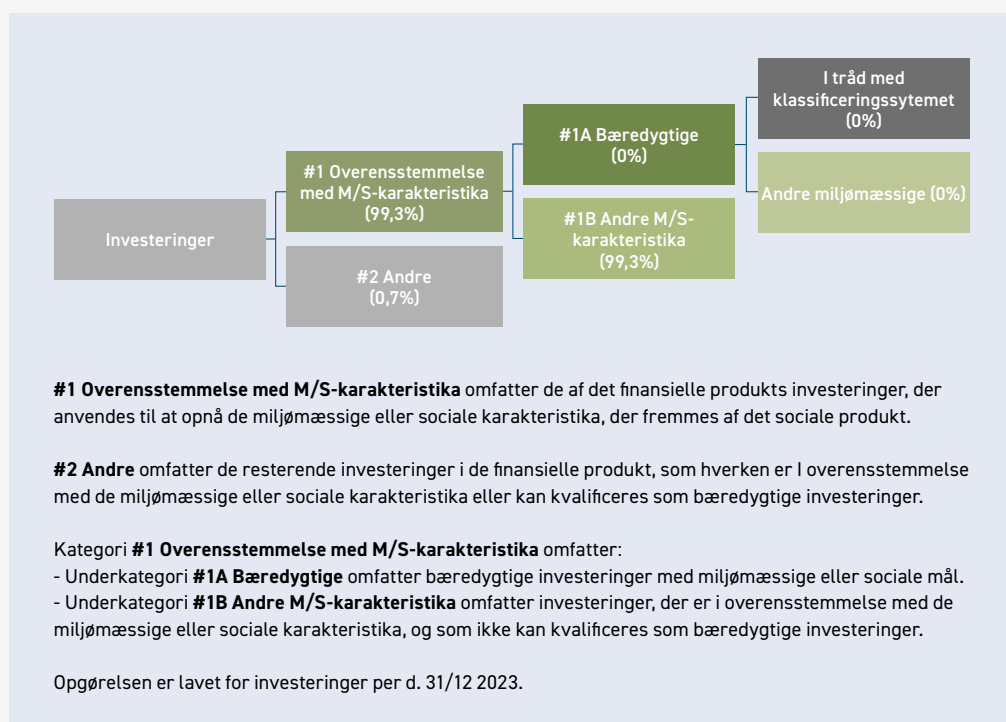 Investeringer
#1 Overensstemmelse
med M/S-karakteristika
(99,3%)
#2 Andre
(0,7%)
#1A Bæredygtige
(0%)
#1B Andre M/S-
karakteristika
(99,3%)
I tråd med
klassificeringssytemet
(0%)
Andre miljømæssige (0%)
#1 Overensstemmelse med M/S-karakteristika omfatter de af det finansielle produkts investeringer, der
anvendes til at opnå de miljømæssige eller sociale karakteristika, der fremmes af det sociale produkt.
#2 Andre omfatter de resterende investeringer i de finansielle produkt, som hverken er I overensstemmelse
med de miljømæssige eller sociale karakteristika eller kan kvalificeres som bæredygtige investeringer.
Kategori #1 Overensstemmelse med M/S-karakteristika omfatter:
- Underkategori #1A Bæredygtige omfatter bæredygtige investeringer med miljømæssige eller sociale mål.
- Underkategori #1B Andre M/S-karakteristika omfatter investeringer, der er i overensstemmelse med de
miljømæssige eller sociale karakteristika, og som ikke kan kvalificeres som bæredygtige investeringer.
Opgørelsen er lavet for investeringer per d. 31/12 2023.